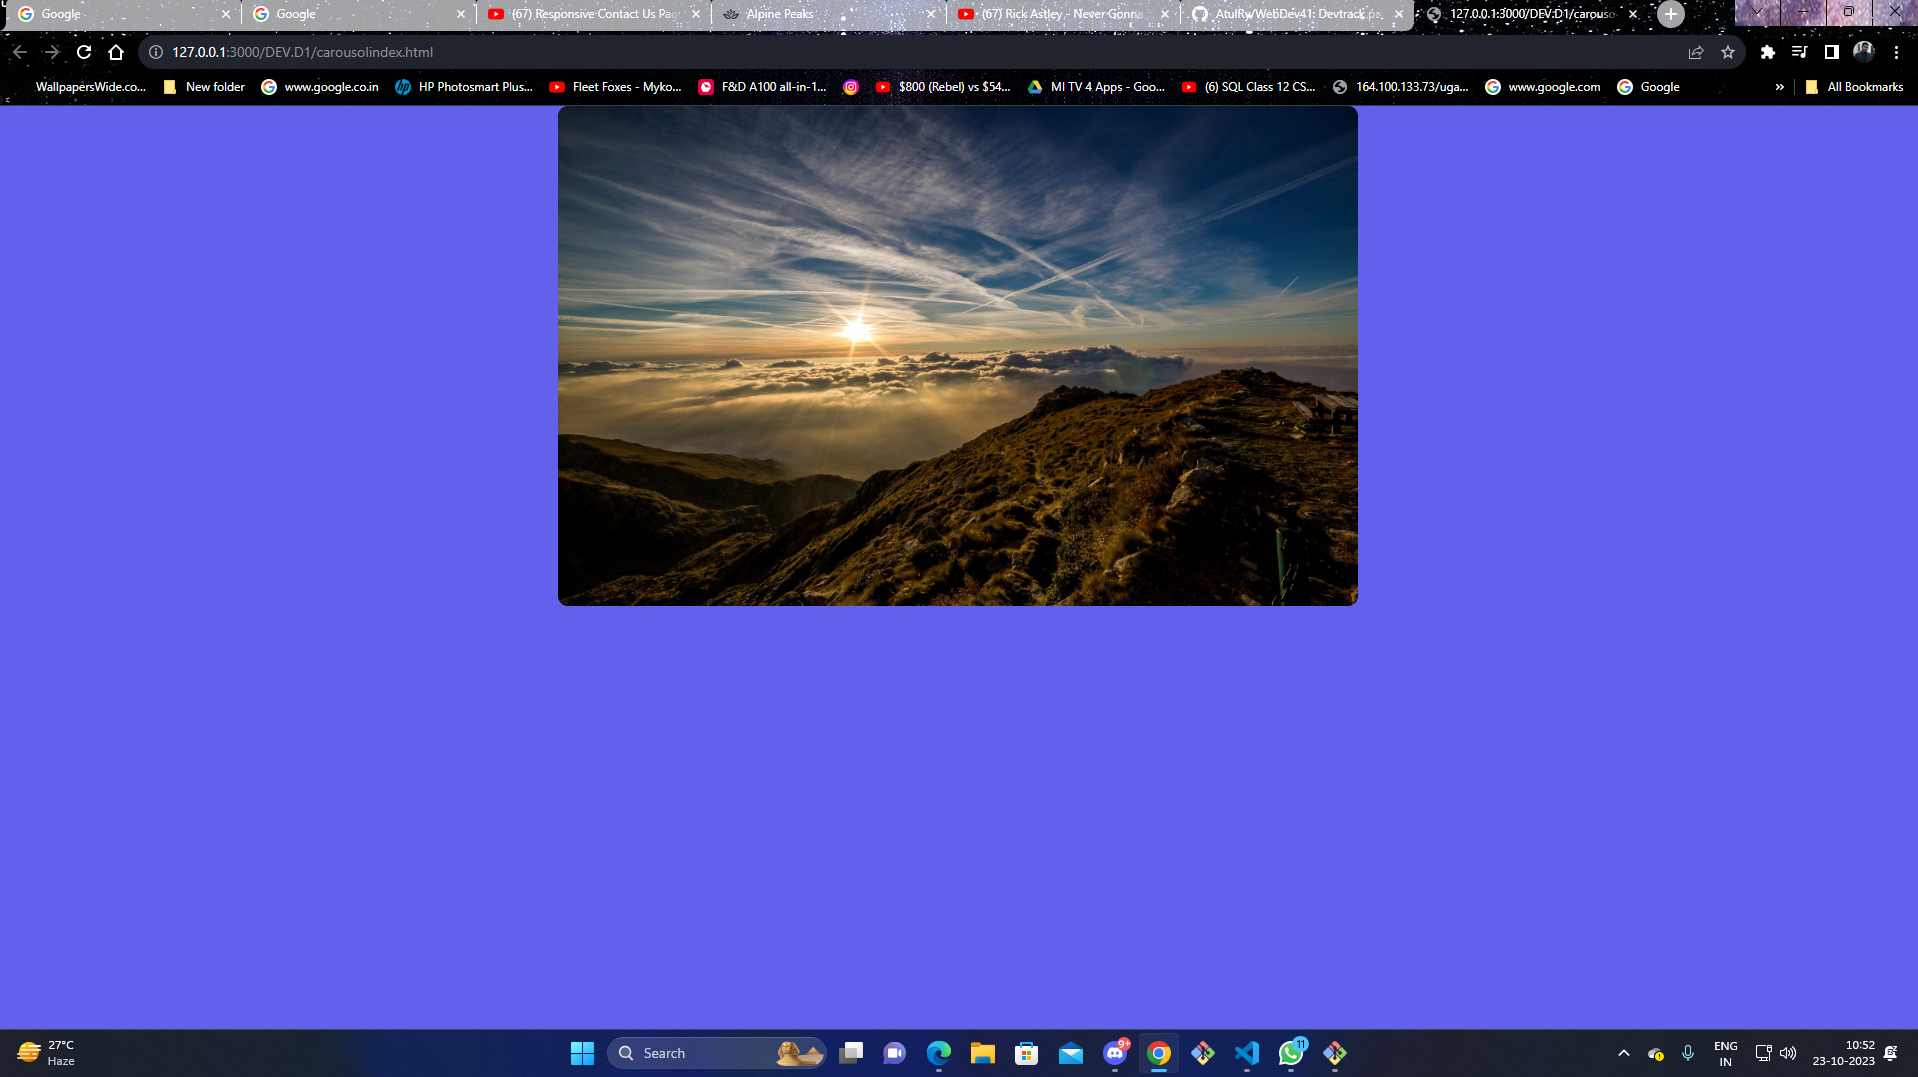 Google
Google
(67) Responsive Contact Us Pag
Alpine Peaks
(67) Rick Astley - Never Gonna
AtulRv/WebDev41: Devtrack
127.0.0.1:3000/DEV.D1/carouso
127.0.0.1:3000/DEV.D1/carousolindex.html
WallpapersWide.co...
New folder
www.google.co.in
HP Photosmart Plus...
Fleet Foxes - Myko...
F&D A100 all-in-1...
$800 (Rebel) vs $54...
MI TV 4 Apps - Goo...
(6) SQL Class 12 CS...
164.100.133.73/uga...
www.google.com
Google
»
All Bookmarks
27°C
Haze
Search
9+
11
ENG
IN
10:52
23-10-2023